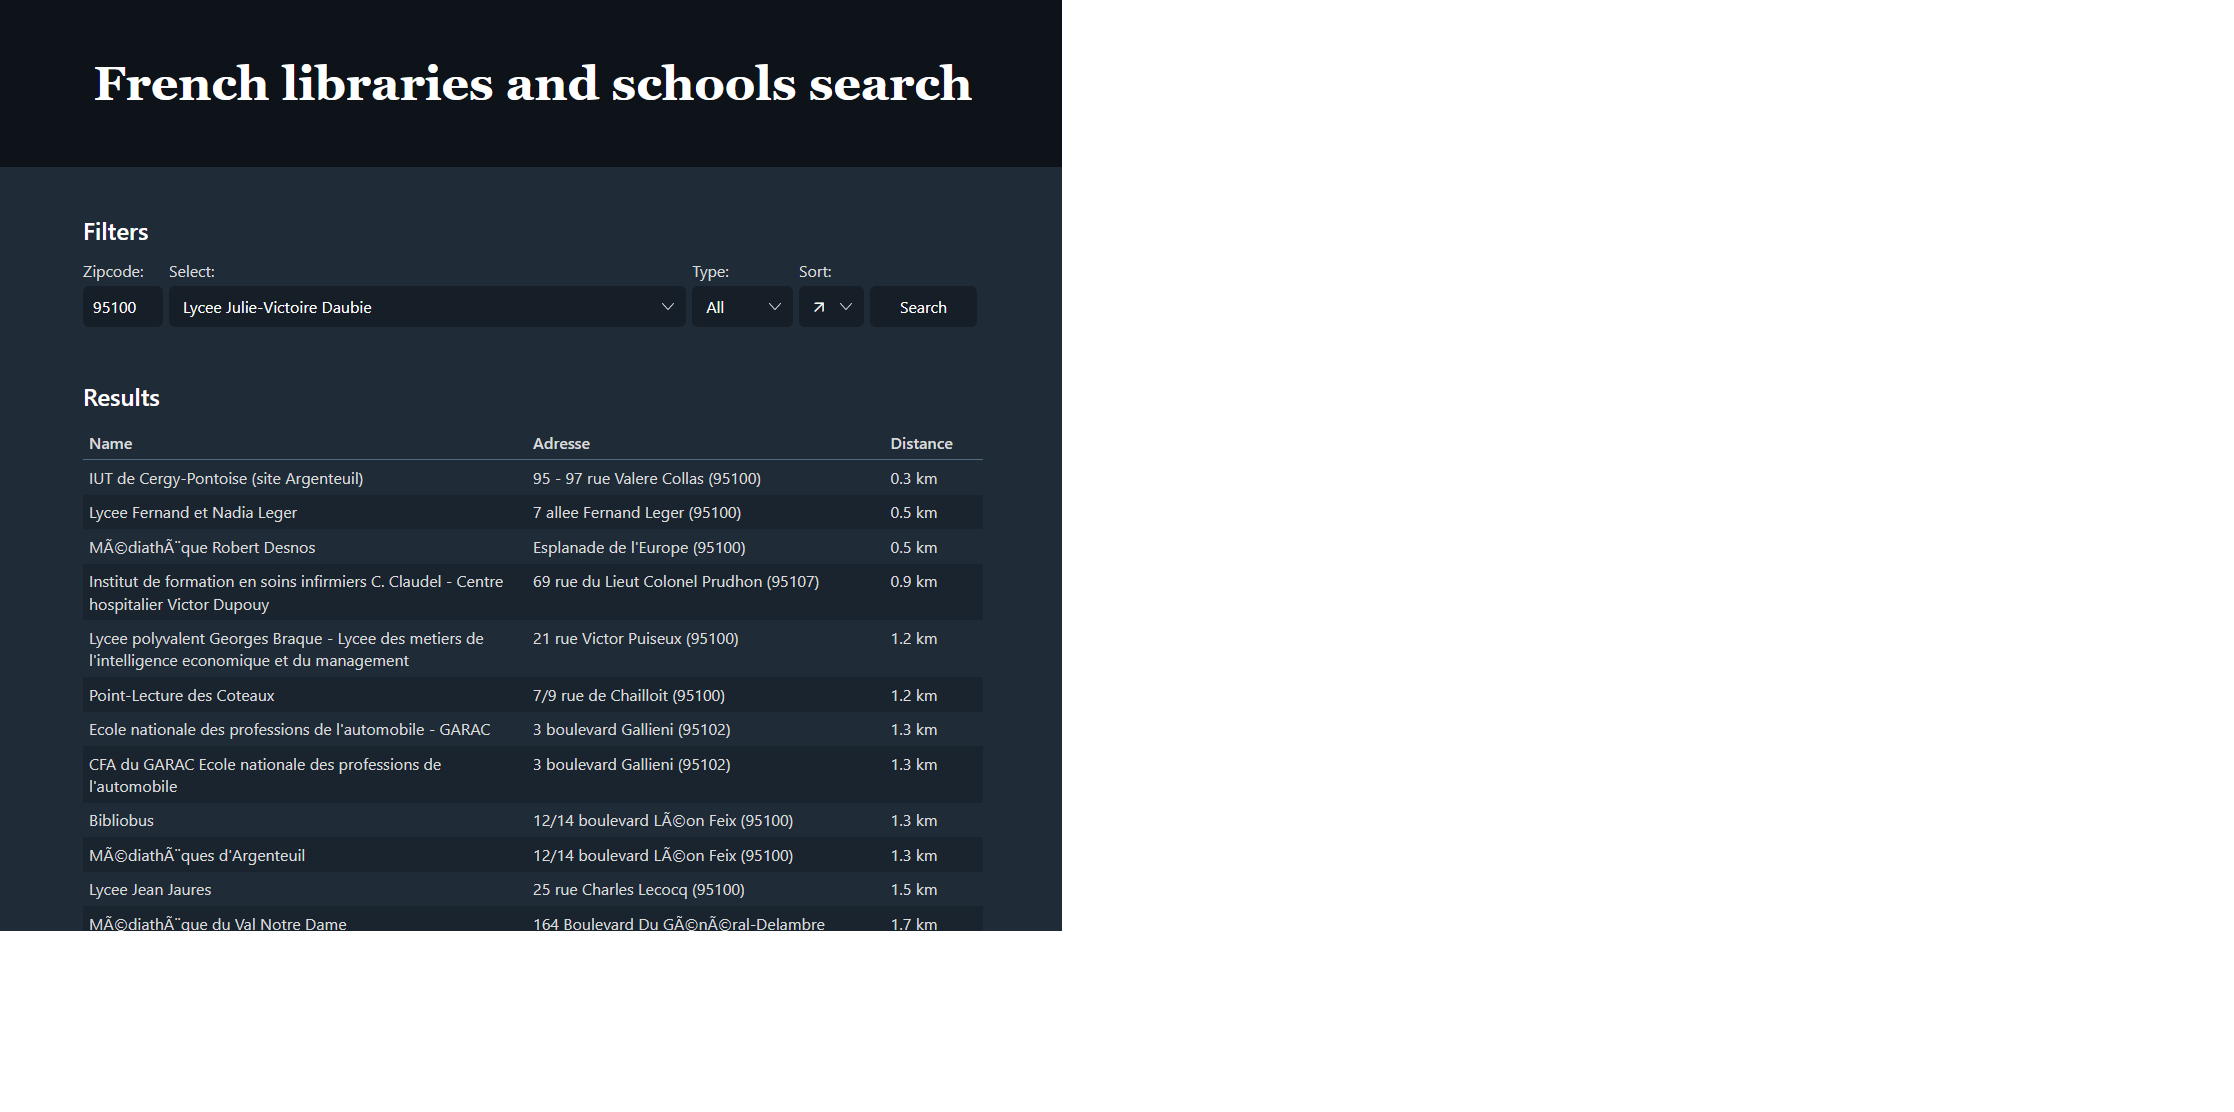 French libraries and schools search
Filters
Zipcode: Select: Type: Sort:
95100 Lycee Julie-Victoire Daubie All ↗ Search
Results
Name Adresse Distance
IUT de Cergy-Pontoise (site Argenteuil) 95 - 97 rue Valere Collas (95100) 0.3 km
Lycee Fernand et Nadia Leger 7 allee Fernand Leger (95100) 0.5 km
MÃ©diathÃ¨que Robert Desnos Esplanade de l'Europe (95100) 0.5 km
Institut de formation en soins infirmiers C. Claudel - Centre 69 rue du Lieut Colonel Prudhon (95107) 0.9 km
hospitalier Victor Dupouy
Lycee polyvalent Georges Braque - Lycee des metiers de 21 rue Victor Puiseux (95100) 1.2 km
l'intelligence economique et du management
Point-Lecture des Coteaux 7/9 rue de Chailloit (95100) 1.2 km
Ecole nationale des professions de l'automobile - GARAC 3 boulevard Gallieni (95102) 1.3 km
CFA du GARAC Ecole nationale des professions de 3 boulevard Gallieni (95102) 1.3 km
l'automobile
Bibliobus 12/14 boulevard LÃ©on Feix (95100) 1.3 km
MÃ©diathÃ¨ques d'Argenteuil 12/14 boulevard LÃ©on Feix (95100) 1.3 km
Lycee Jean Jaures 25 rue Charles Lecocq (95100) 1.5 km
MÃ©diathÃ¨que du Val Notre Dame 164 Boulevard Du GÃ©nÃ©ral-Delambre 1.7 km